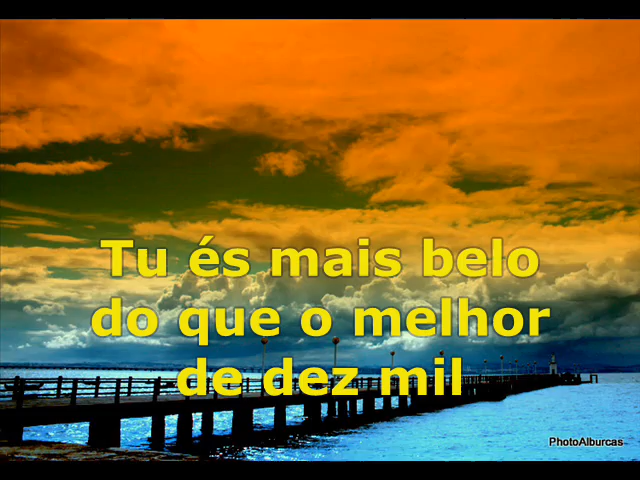 Tu és mais belo
do que o melhor
de dez mil
PhotoAlburcas